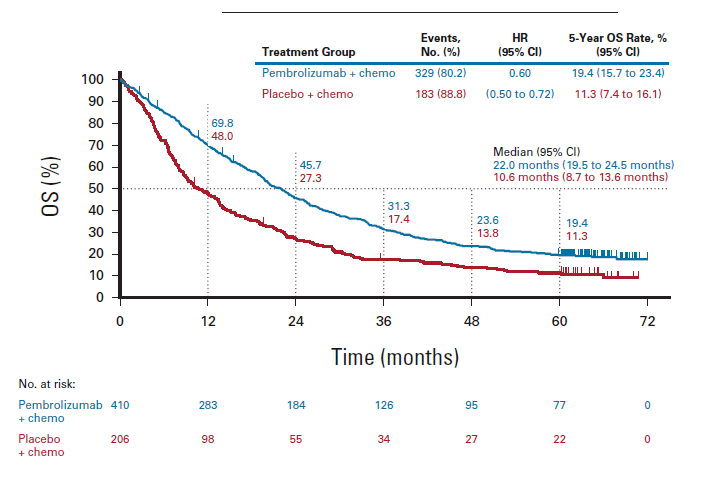 Treatment Group Events, No. (%) HR (95% CI) 5-Year OS Rate, % (95% CI)
Pembrolizumab + chemo 329 (80.2) 0.60 19.4 (15.7 to 23.4)
Placebo + chemo 183 (88.8) (0.50 to 0.72) 11.3 (7.4 to 16.1)
OS (%)
100
90
80
70
60
50
40
30
20
10
0
69.8
48.0
45.7
27.3
31.3
17.4
23.6
13.8
19.4
11.3
Median (95% CI)
22.0 months (19.5 to 24.5 months)
10.6 months (8.7 to 13.6 months)
0 12 24 36 48 60 72
Time (months)
No. at risk:
Pembrolizumab 410 283 184 126 95 77 0
+ chemo
Placebo 206 98 55 34 27 22 0
+ chemo